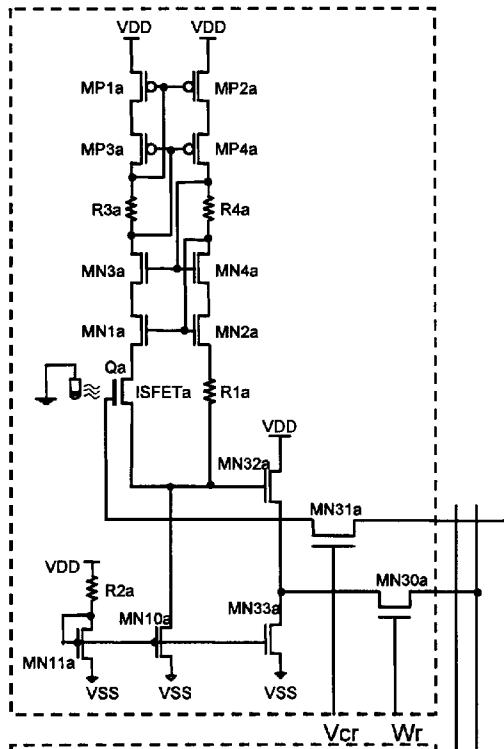 VDD VDD
MP1a MP2a
MP3a MP4a
R3a R4a
MN3a MN4a
MN1a MN2a
Qa
ISFETa R1a
VDD
MN32a
MN31a
VDD
R2a
MN10a
MN33a
MN30a
MN11a
VSS VSS VSS
Vcr Wr